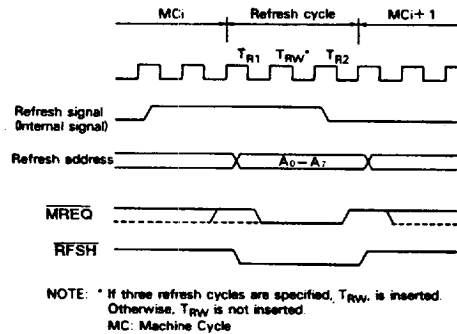 MCi Refresh cycle MCi+ 1
TR1 TRW* TR2
Refresh signal
(Internal signal)
Refresh address A0–A7
MREQ
RFSH
NOTE: * If three refresh cycles are specified, TRW, is inserted.
Otherwise, TRW is not inserted.
MC: Machine Cycle